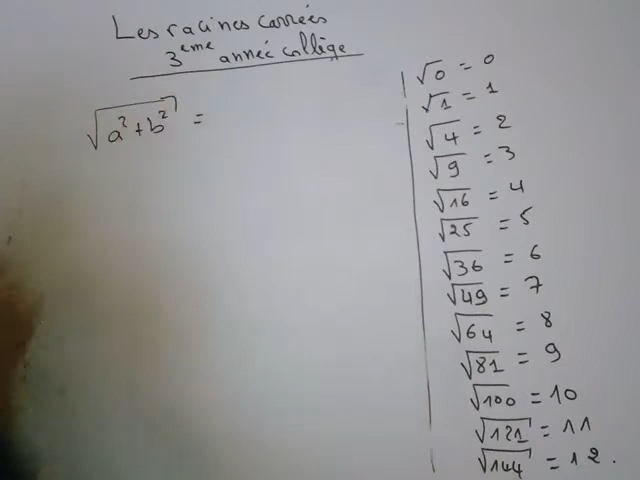 Les racines carrées
3ème année collège
√(a²+b²) =
√0 = 0
√1 = 1
√4 = 2
√9 = 3
√16 = 4
√25 = 5
√36 = 6
√49 = 7
√64 = 8
√81 = 9
√100 = 10
√121 = 11
√144 = 12.